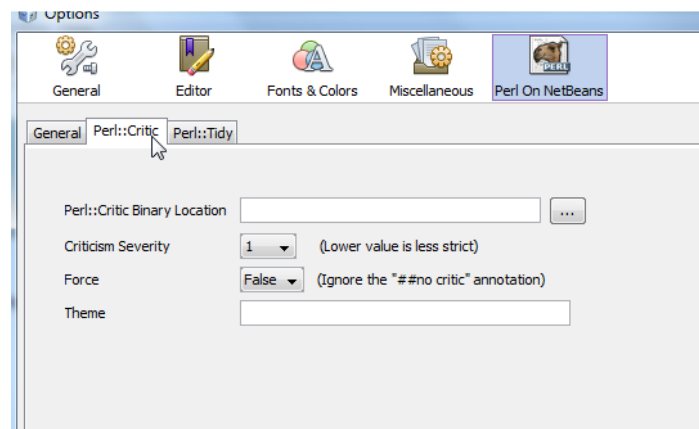 Options
General Editor Fonts & Colors Miscellaneous Perl On NetBeans
General Perl::Critic Perl::Tidy
Perl::Critic Binary Location ...
Criticism Severity 1 (Lower value is less strict)
Force False (Ignore the "##no critic" annotation)
Theme